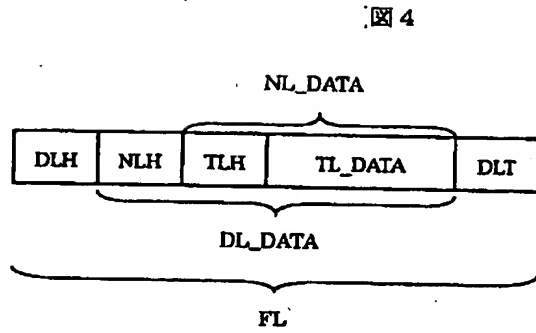 図4
NL_DATA
DLH NLH TLH TL_DATA DLT
DL_DATA
FL